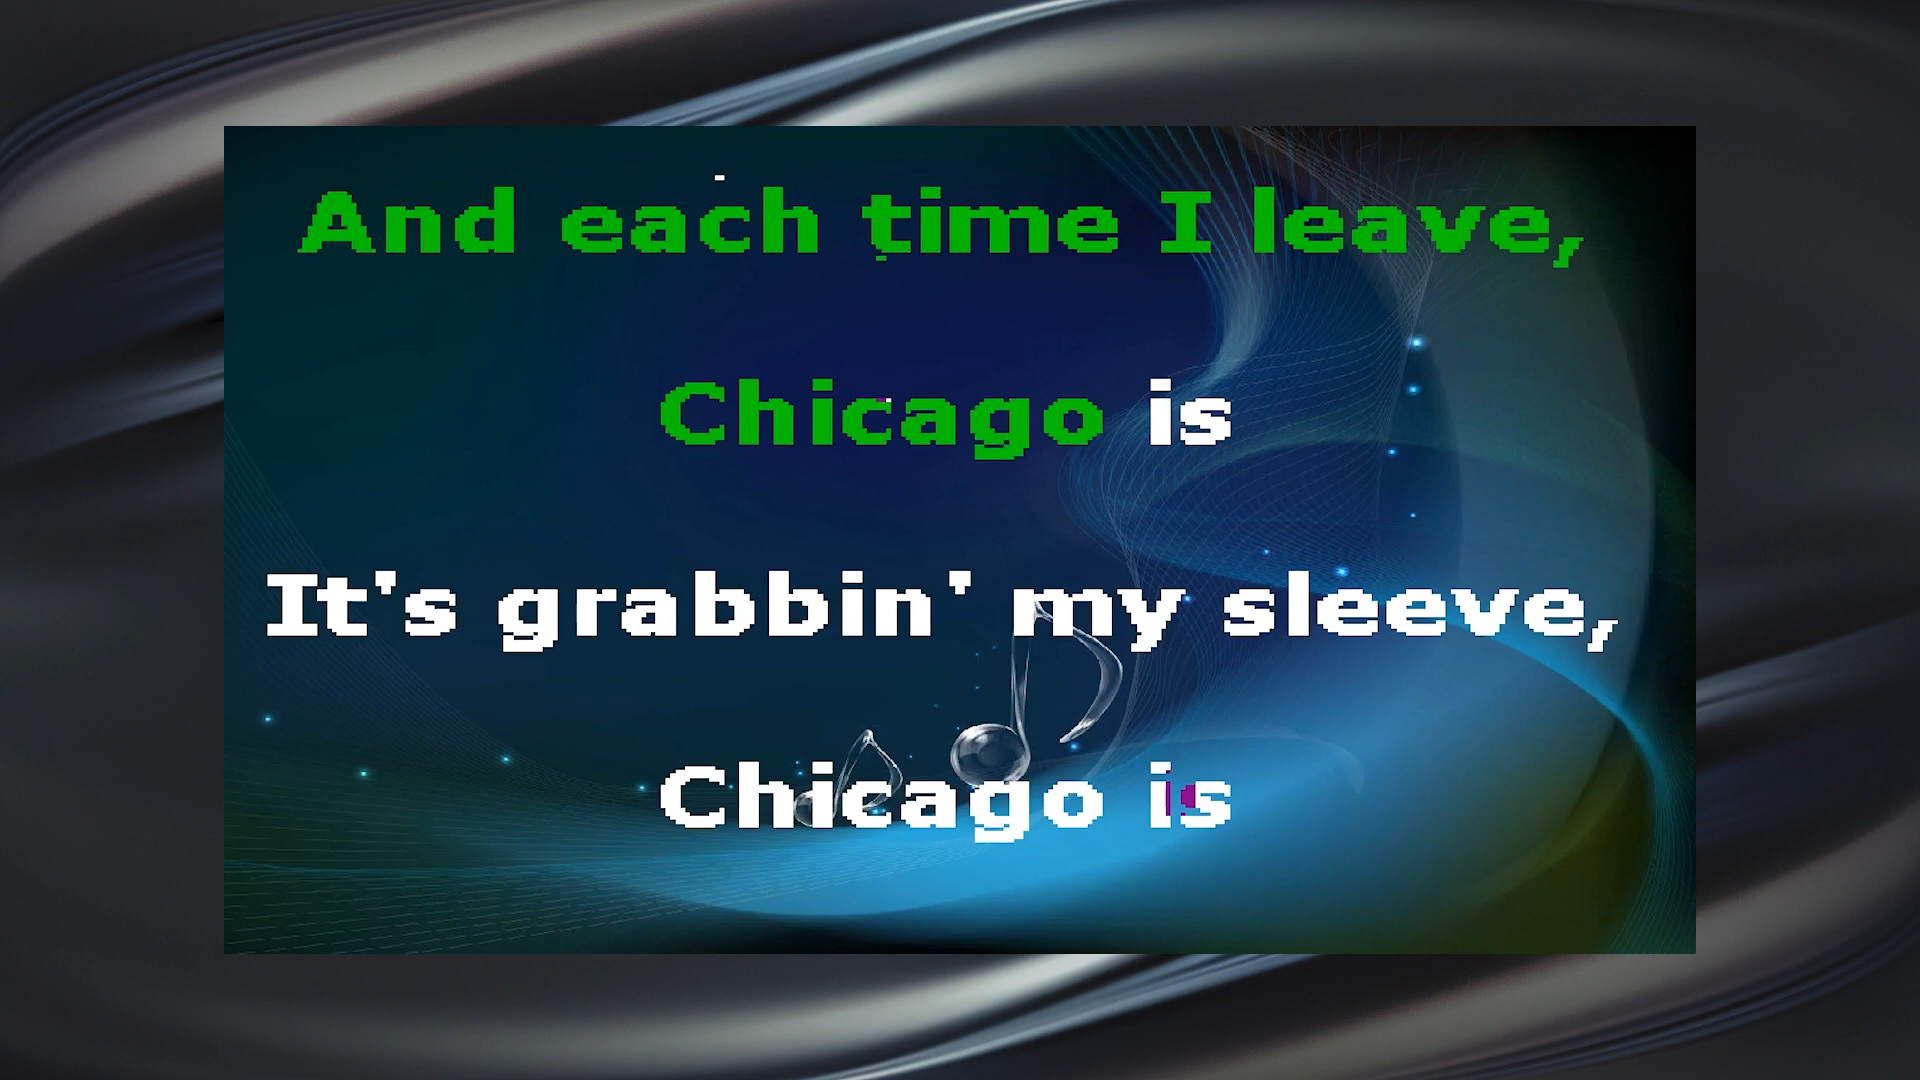 And each time I leave,
Chicago is
It's grabbin' my sleeve,
Chicago is